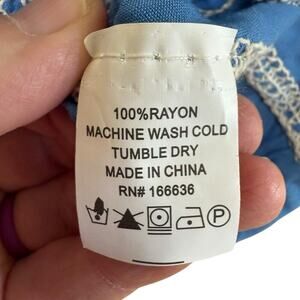 100%RAYON
MACHINE WASH COLD
TUMBLE DRY
MADE IN CHINA
RN# 166636
P